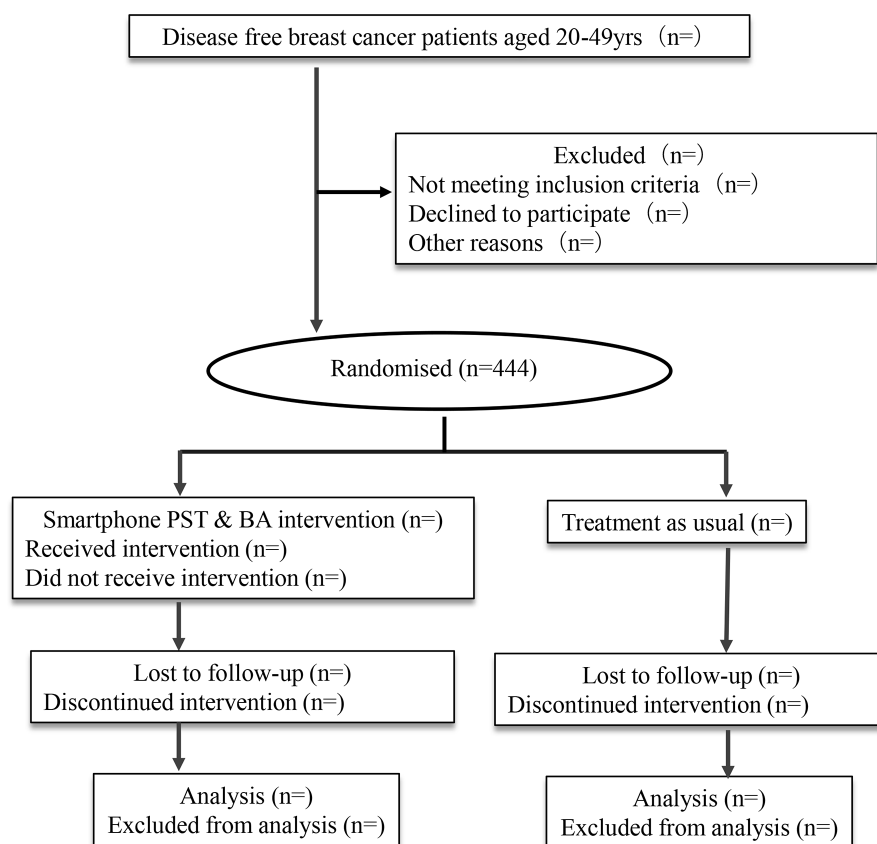 Disease free breast cancer patients aged 20-49yrs（n=）
Excluded（n=）
Not meeting inclusion criteria（n=）
Declined to participate（n=）
Other reasons（n=）
Randomised (n=444)
Smartphone PST & BA intervention (n=)
Received intervention (n=)
Did not receive intervention (n=)
Treatment as usual (n=)
Lost to follow-up (n=)
Discontinued intervention (n=)
Lost to follow-up (n=)
Discontinued intervention (n=)
Analysis (n=)
Excluded from analysis (n=)
Analysis (n=)
Excluded from analysis (n=)